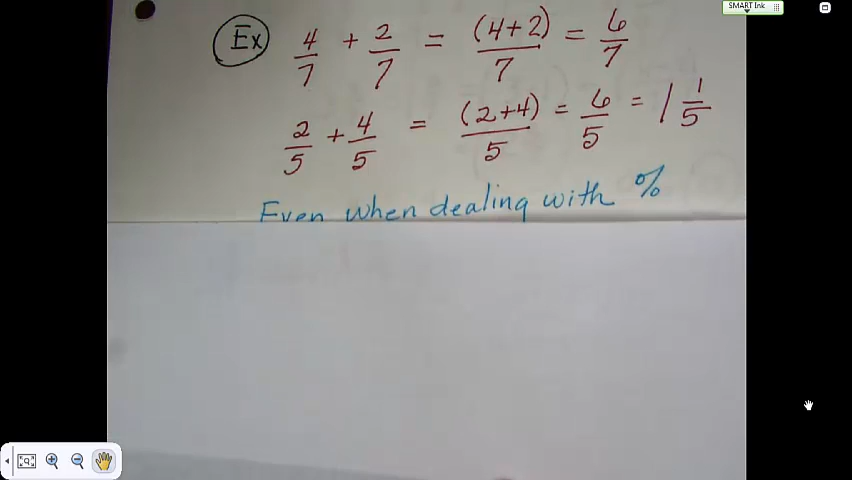 SMART Ink
Ex 4/7 + 2/7 = (4+2)/7 = 6/7
2/5 + 4/5 = (2+4)/5 = 6/5 = 1 1/5
Even when dealing with %